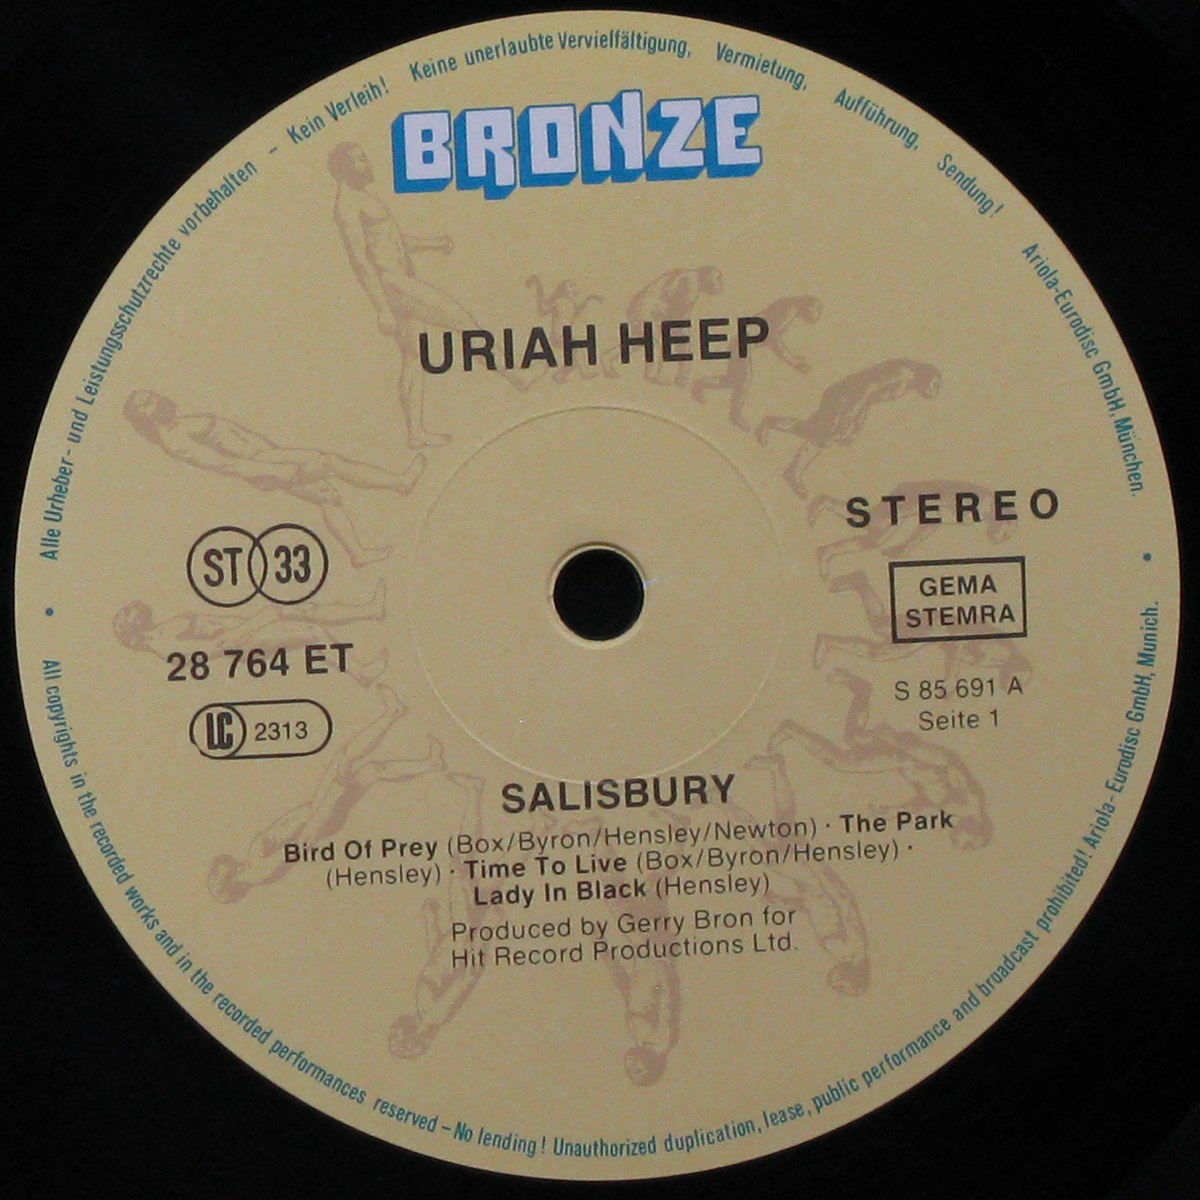 Alle Urheber- und Leistungsschutzrechte vorbehalten – Kein Verleih! Keine unerlaubte Vervielfältigung, Vermietung, Aufführung, Sendung! Ariola-Eurodisc GmbH, München.
BRONZE
URIAH HEEP
STEREO
ST 33
GEMA
STEMRA
28 764 ET
S 85 691 A
Seite 1
LC 2313
SALISBURY
Bird Of Prey (Box/Byron/Hensley/Newton) · The Park
(Hensley) · Time To Live (Box/Byron/Hensley) ·
Lady In Black (Hensley)
Produced by Gerry Bron for
Hit Record Productions Ltd.
All copyrights in the recorded works and in the recorded performances reserved – No lending! Unauthorized duplication, lease, public performance and broadcast prohibited! Ariola-Eurodisc GmbH, Munich.